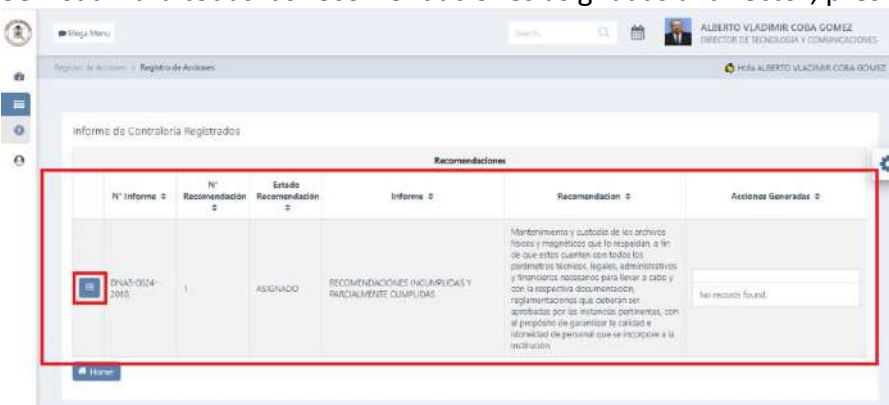 Mega Menu
Search...
ALBERTO VLADIMIR COBA GOMEZ
DIRECTOR DE TECNOLOGIA Y COMUNICACIONES
Registro de Acciones > Registro de Acciones
Hola ALBERTO VLADIMIR COBA GOMEZ
Informe de Contraloría Registrados
Recomendaciones
N° Informe
N° Recomendación
Estado Recomendación
Informe
Recomendacion
Acciones Generadas
DNAS-0024-2018
1
ASIGNADO
RECOMENDACIONES INCUMPLIDAS Y
PARCIALMENTE CUMPLIDAS
Mantenimiento y custodia de los archivos
físicos y magnéticos que lo respaldan, a fin
de que estos cuenten con todos los
parámetros técnicos, legales, administrativos
y financieros necesarios para llevar a cabo y
con la respectiva documentación,
reglamentaciones que deberán ser
aprobadas por las instancias pertinentes, con
el propósito de garantizar la calidad e
idoneidad de personal que se incorpore a la
institución
No records found.
Home